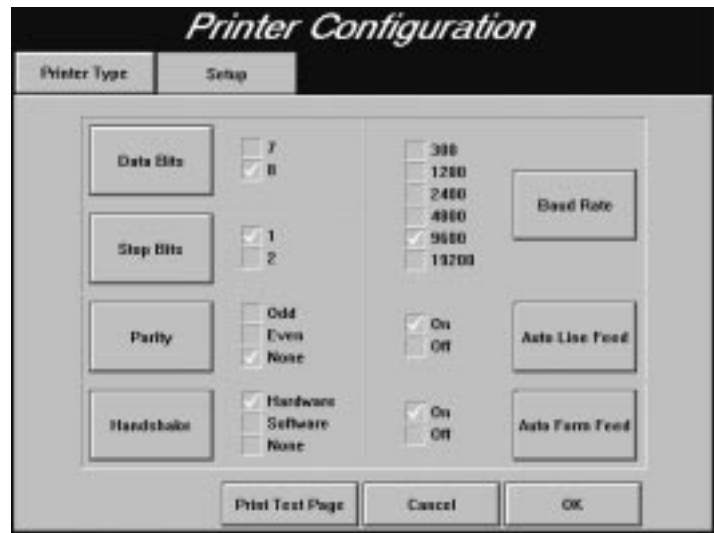 Printer Configuration
Printer Type
Setup
Data Bits
7
8
Stop Bits
1
2
Parity
Odd
Even
None
Handshake
Hardware
Software
None
300
1200
2400
4800
9600
19200
Baud Rate
On
Off
Auto Line Feed
On
Off
Auto Form Feed
Print Test Page
Cancel
OK